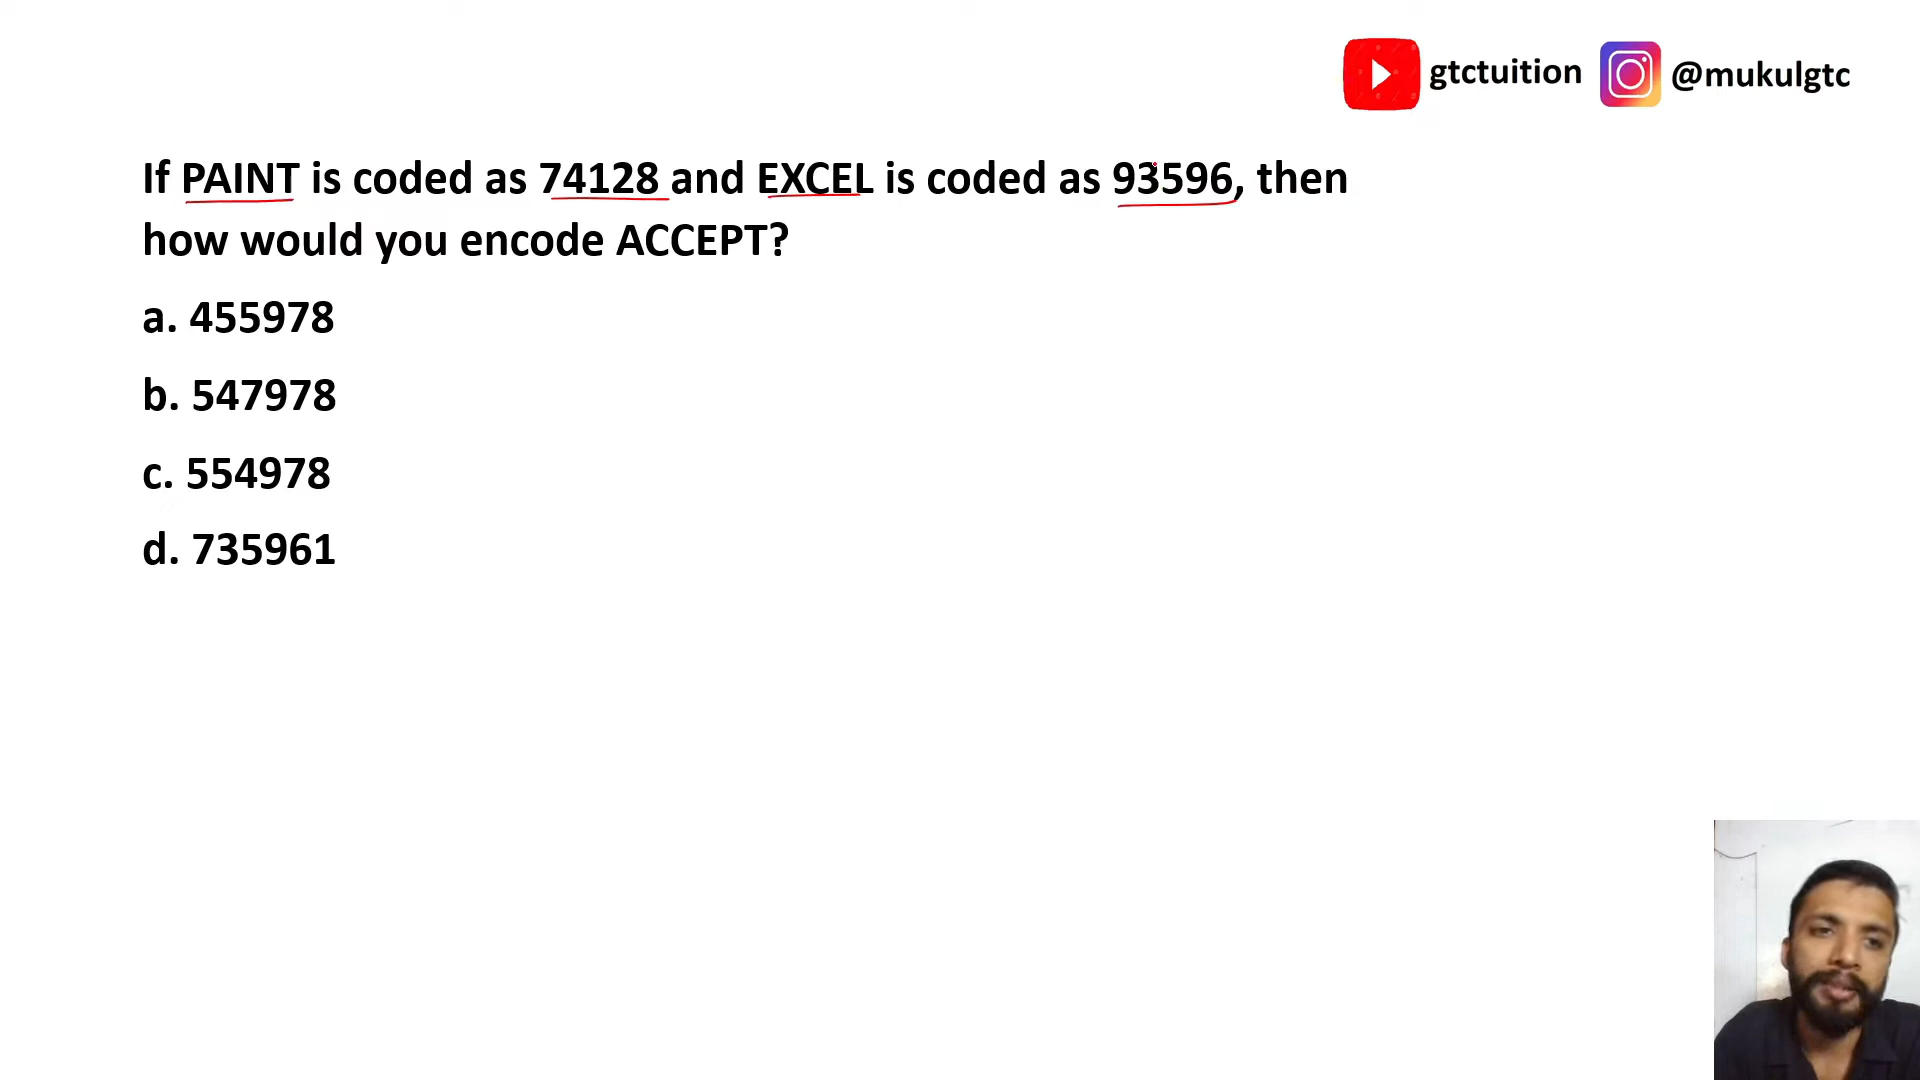 gtctuition @mukulgtc
If PAINT is coded as 74128 and EXCEL is coded as 93596, then
how would you encode ACCEPT?
a. 455978
b. 547978
c. 554978
d. 735961